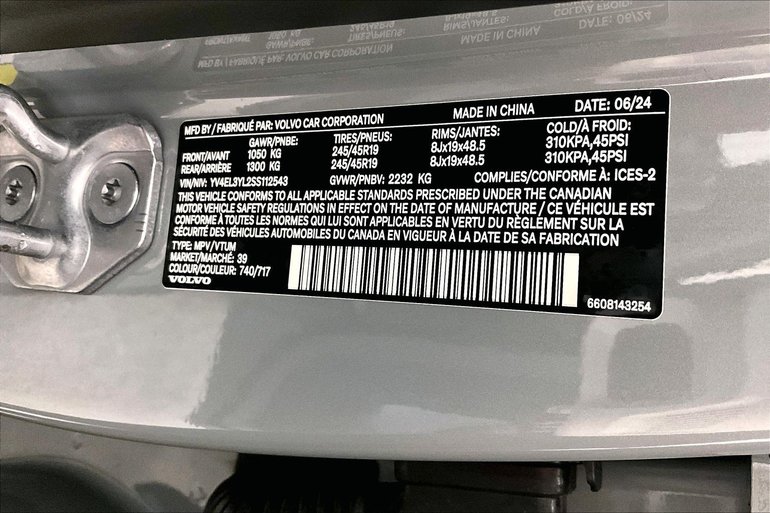 MFD BY / FABRIQUÉ PAR: VOLVO CAR CORPORATION MADE IN CHINA DATE: 06/24
GAWR/PNBE: TIRES/PNEUS: RIMS/JANTES: COLD/À FROID:
FRONT/AVANT 1050 KG 245/45R19 8Jx19x48.5 310KPA,45PSI
REAR/ARRIÈRE 1300 KG 245/45R19 8Jx19x48.5 310KPA,45PSI
VIN/NIV: YV4EL3YL2SS112543 GVWR/PNBV: 2232 KG COMPLIES/CONFORME À: ICES-2
THIS VEHICLE CONFORMS TO ALL APPLICABLE STANDARDS PRESCRIBED UNDER THE CANADIAN
MOTOR VEHICLE SAFETY REGULATIONS IN EFFECT ON THE DATE OF MANUFACTURE / CE VÉHICULE EST
CONFORME À TOUTES LES NORMES QUI LUI SONT APPLICABLES EN VERTU DU RÈGLEMENT SUR LA
SÉCURITÉ DES VÉHICULES AUTOMOBILES DU CANADA EN VIGUEUR À LA DATE DE SA FABRICATION
TYPE: MPV/VTUM
MARKET/MARCHÉ: 39
COLOUR/COULEUR: 740/717
VOLVO 6608143254